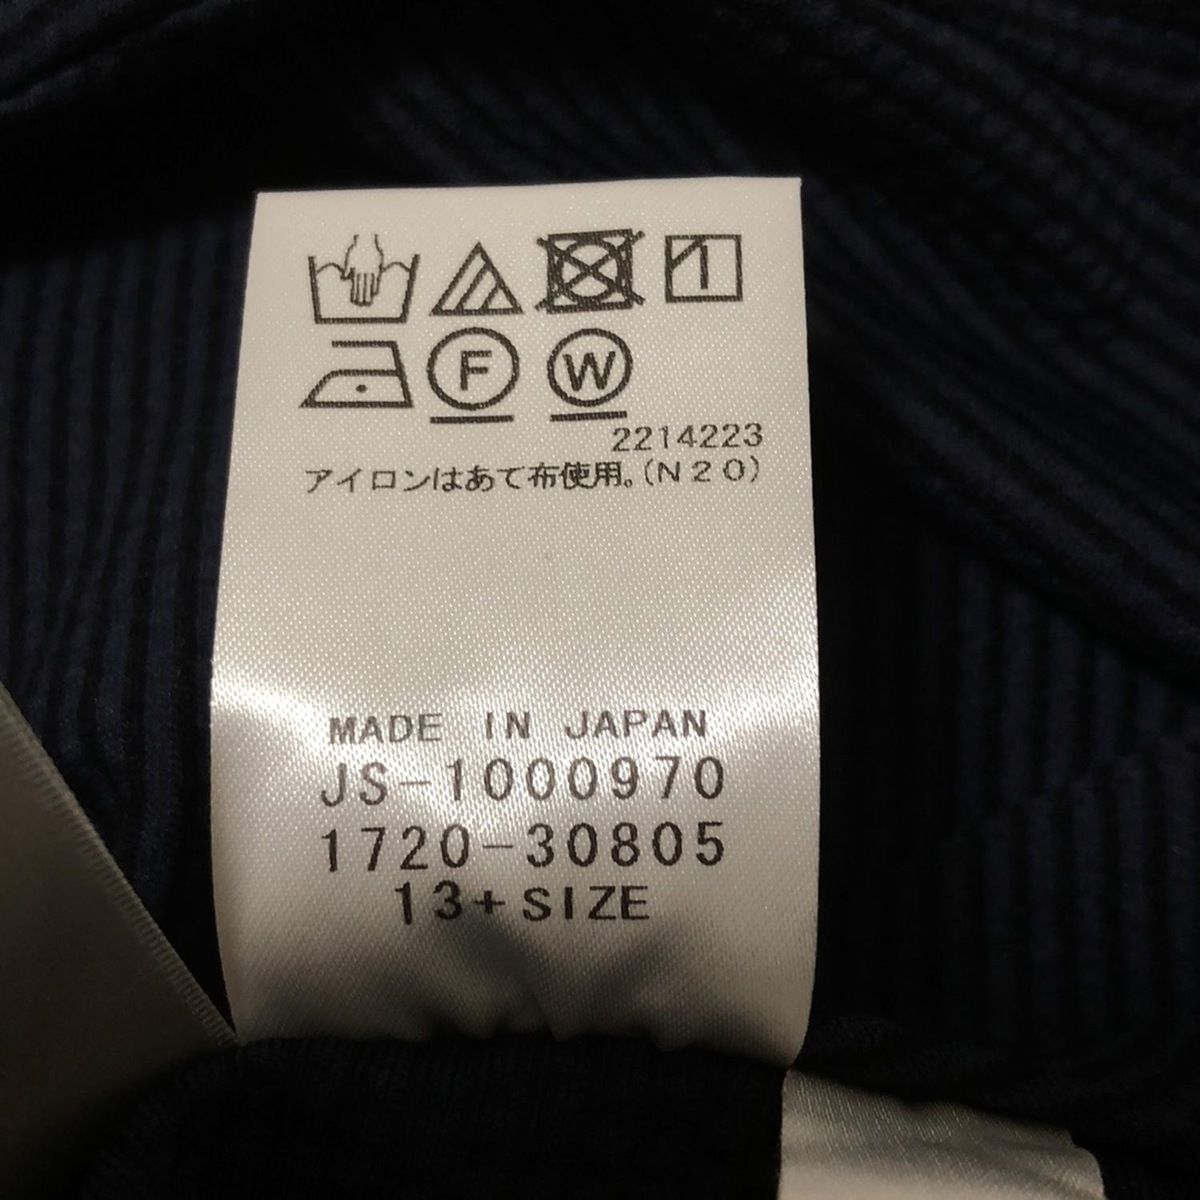 1
F W
2214223
アイロンはあて布使用。(N20)
MADE IN JAPAN
JS-1000970
1720-30805
13+SIZE